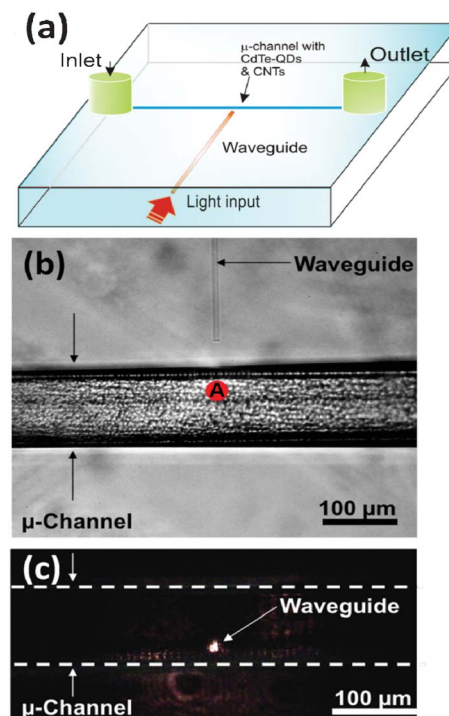 (a)
μ-channel with
CdTe-QDs
& CNTs
Inlet
Outlet
Waveguide
Light input
(b)
Waveguide
A
μ-Channel
100 μm
(c)
Waveguide
μ-Channel
100 μm